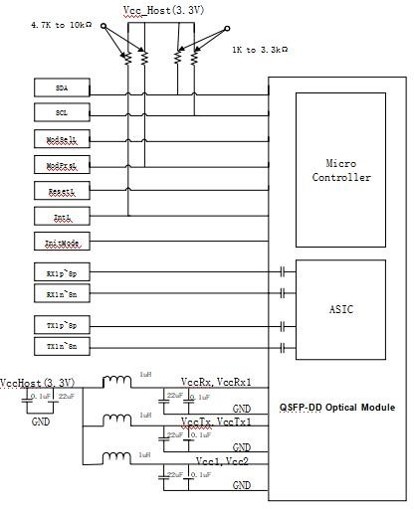 Vcc_Host(3.3V)
4.7K to 10kΩ
1K to 3.3kΩ
SDA
SCL
ModSelL
ModPrsL
ResetL
IntL
InitMode
RX1p~8p
RX1n~8n
TX1p~8p
TX1n~8n
Micro
Controller
ASIC
VccHost(3.3V)
0.1uF
22uF
GND
1uH
VccRx, VccRx1
22uF
0.1uF
GND
QSFP-DD Optical Module
1uH
VccTx, VccTx1
22uF
0.1uF
GND
1uH
Vcc1, Vcc2
22uF
0.1uF
GND